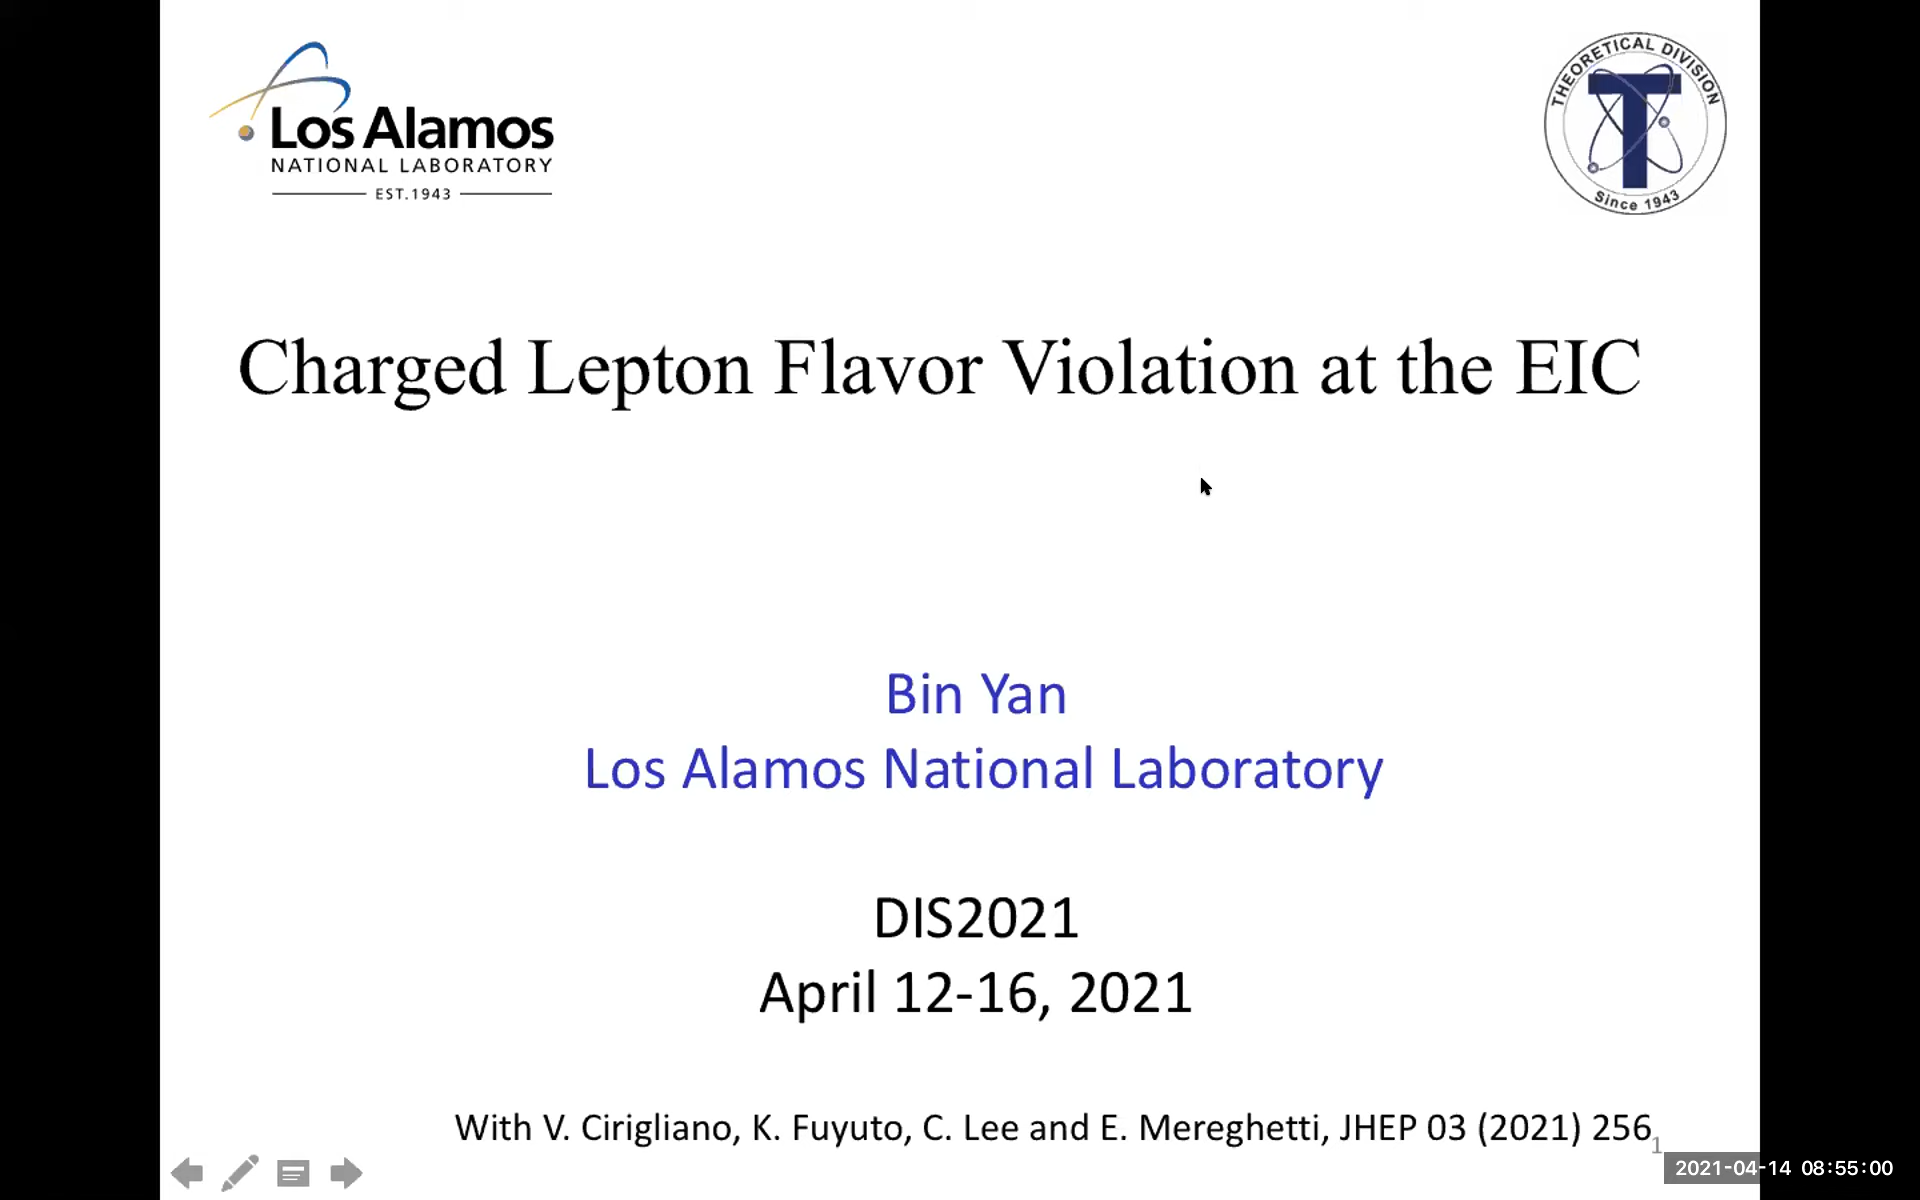 Los Alamos
NATIONAL LABORATORY
EST.1943
THEORETICAL DIVISION
T
Since 1943
Charged Lepton Flavor Violation at the EIC
Bin Yan
Los Alamos National Laboratory
DIS2021
April 12-16, 2021
With V. Cirigliano, K. Fuyuto, C. Lee and E. Mereghetti, JHEP 03 (2021) 256
1
2021-04-14 08:55:00